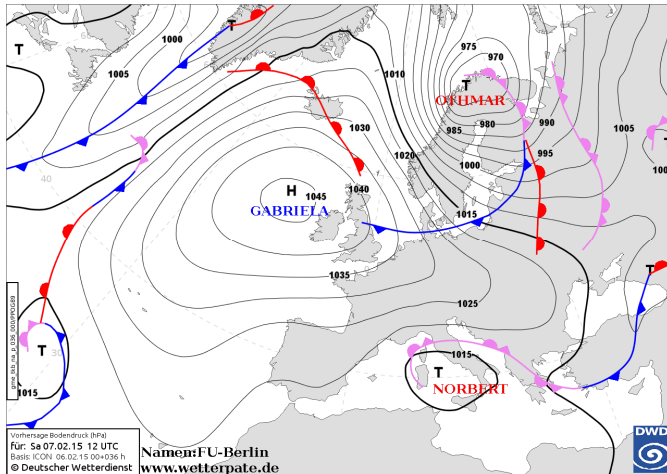 T
1000
T
975
970
1005
1010
T
OTHMAR
1030
985
980
990
1005
T
995
100
1020
1000
40
H
1045
1040
GABRIELA
1015
1035
T
1025
30
T
1015
1015
T
NORBERT
Vorhersage Bodendruck (hPa)
für: Sa 07.02.15 12 UTC
Basis: ICON 06.02.15 00+036 h
© Deutscher Wetterdienst
Namen:FU-Berlin
www.wetterpate.de
DWD